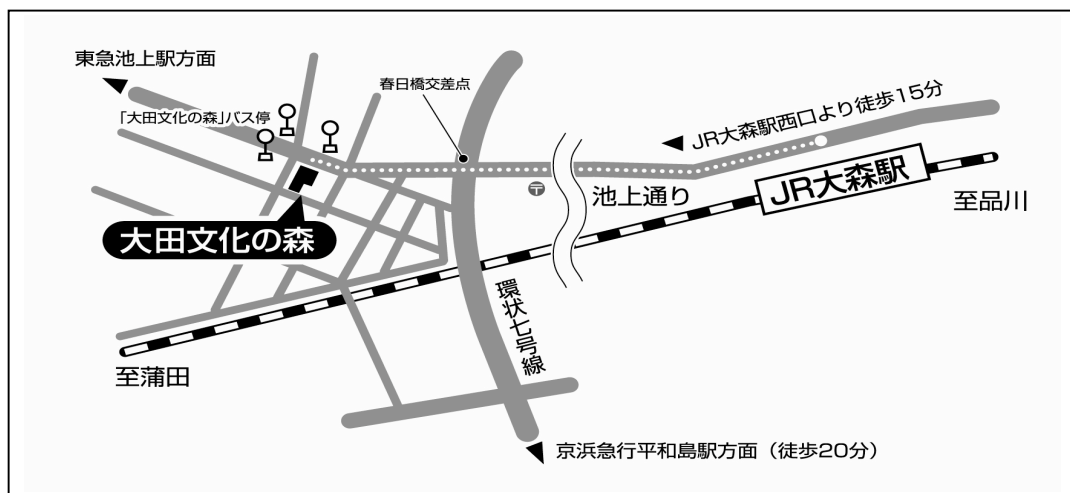 東急池上駅方面
春日橋交差点
「大田文化の森」バス停
JR大森駅西口より徒歩15分
〒
池上通り
JR大森駅
至品川
大田文化の森
環状七号線
至蒲田
京浜急行平和島駅方面（徒歩20分）